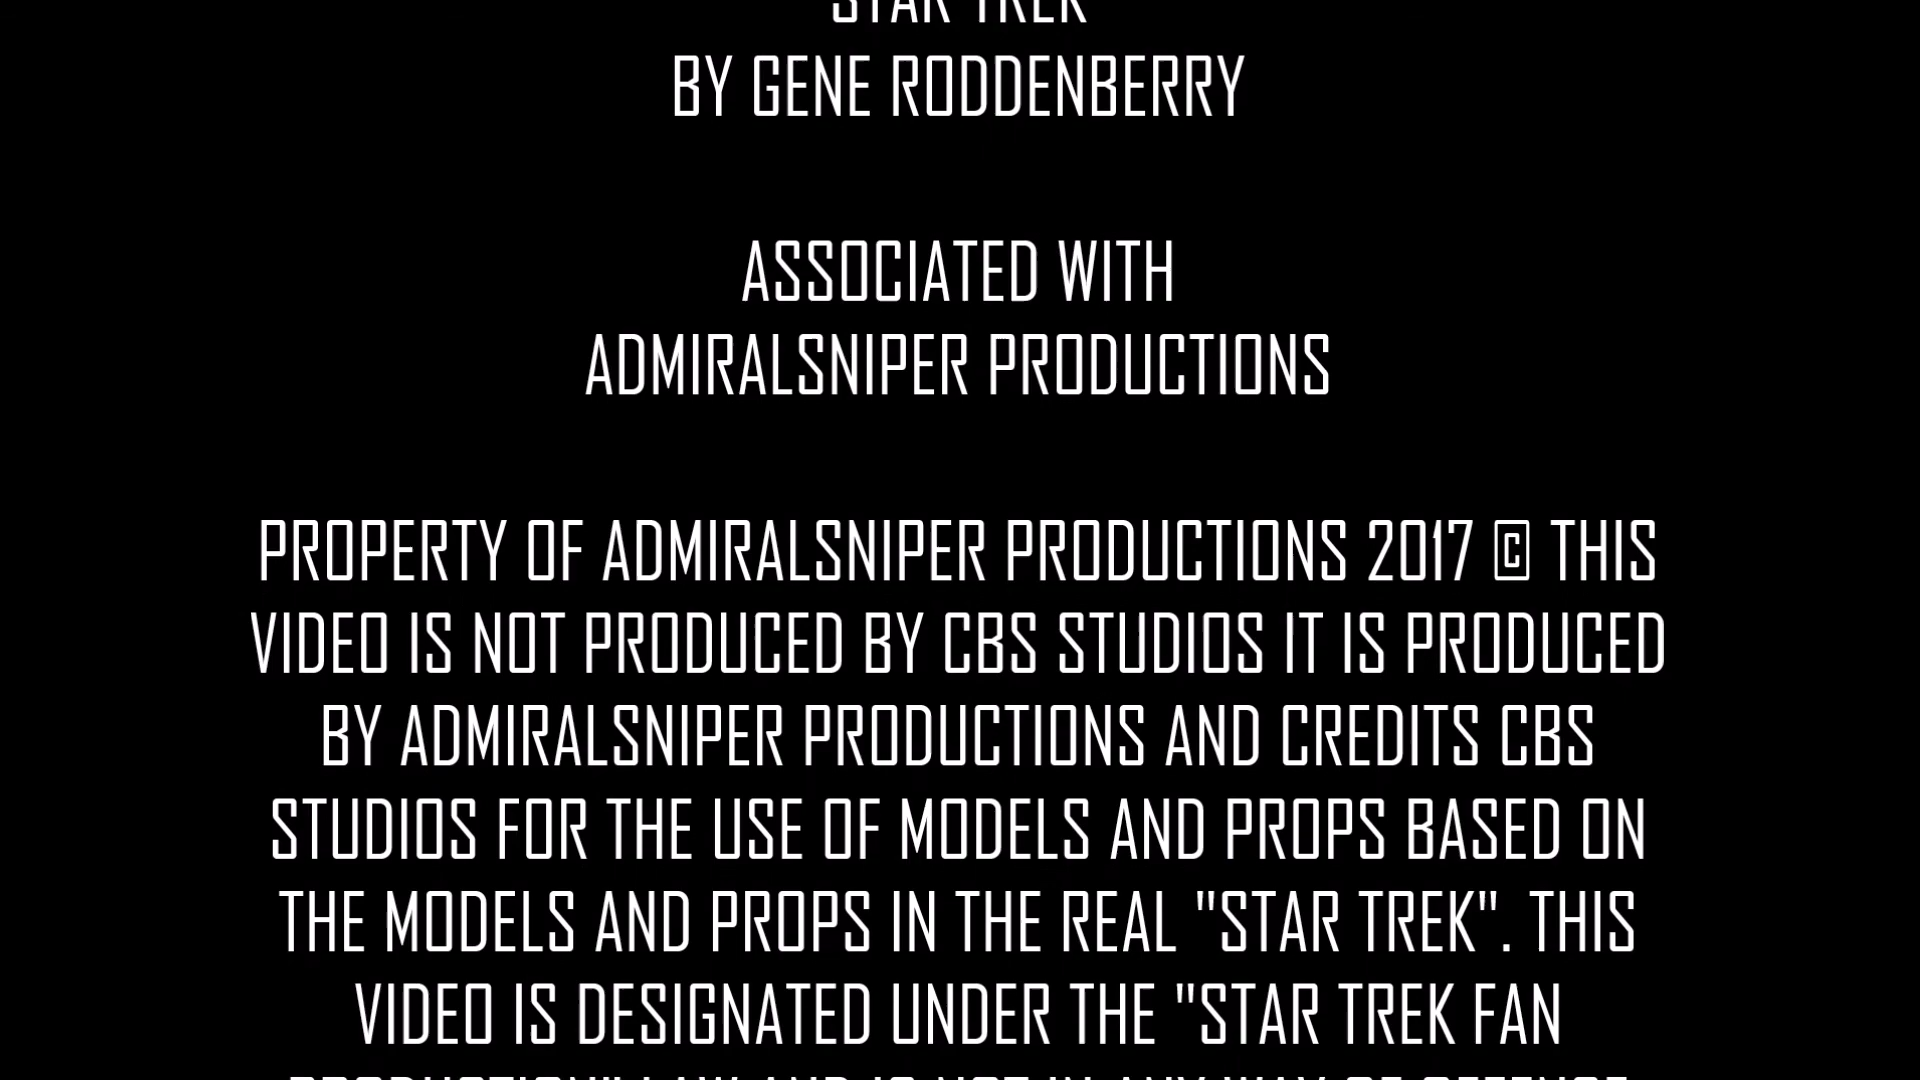 STAR TREK
BY GENE RODDENBERRY
ASSOCIATED WITH
ADMIRALSNIPER PRODUCTIONS
PROPERTY OF ADMIRALSNIPER PRODUCTIONS 2017 © THIS
VIDEO IS NOT PRODUCED BY CBS STUDIOS IT IS PRODUCED
BY ADMIRALSNIPER PRODUCTIONS AND CREDITS CBS
STUDIOS FOR THE USE OF MODELS AND PROPS BASED ON
THE MODELS AND PROPS IN THE REAL "STAR TREK". THIS
VIDEO IS DESIGNATED UNDER THE "STAR TREK FAN